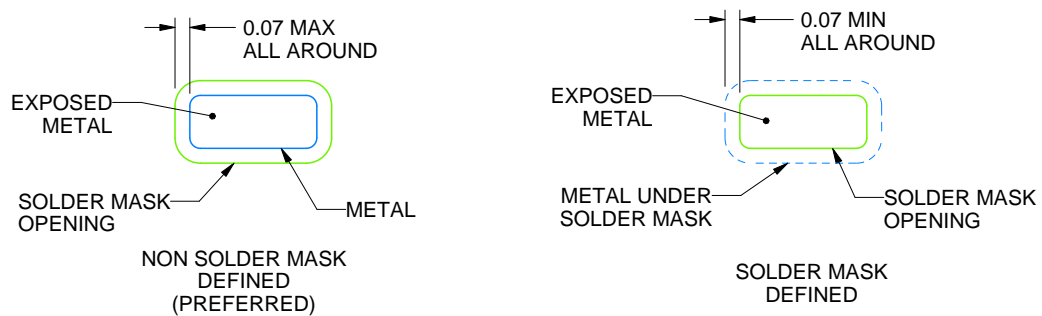 0.07 MAX
ALL AROUND
EXPOSED
METAL
SOLDER MASK
OPENING
METAL
NON SOLDER MASK
DEFINED
(PREFERRED)
0.07 MIN
ALL AROUND
EXPOSED
METAL
METAL UNDER
SOLDER MASK
SOLDER MASK
OPENING
SOLDER MASK
DEFINED